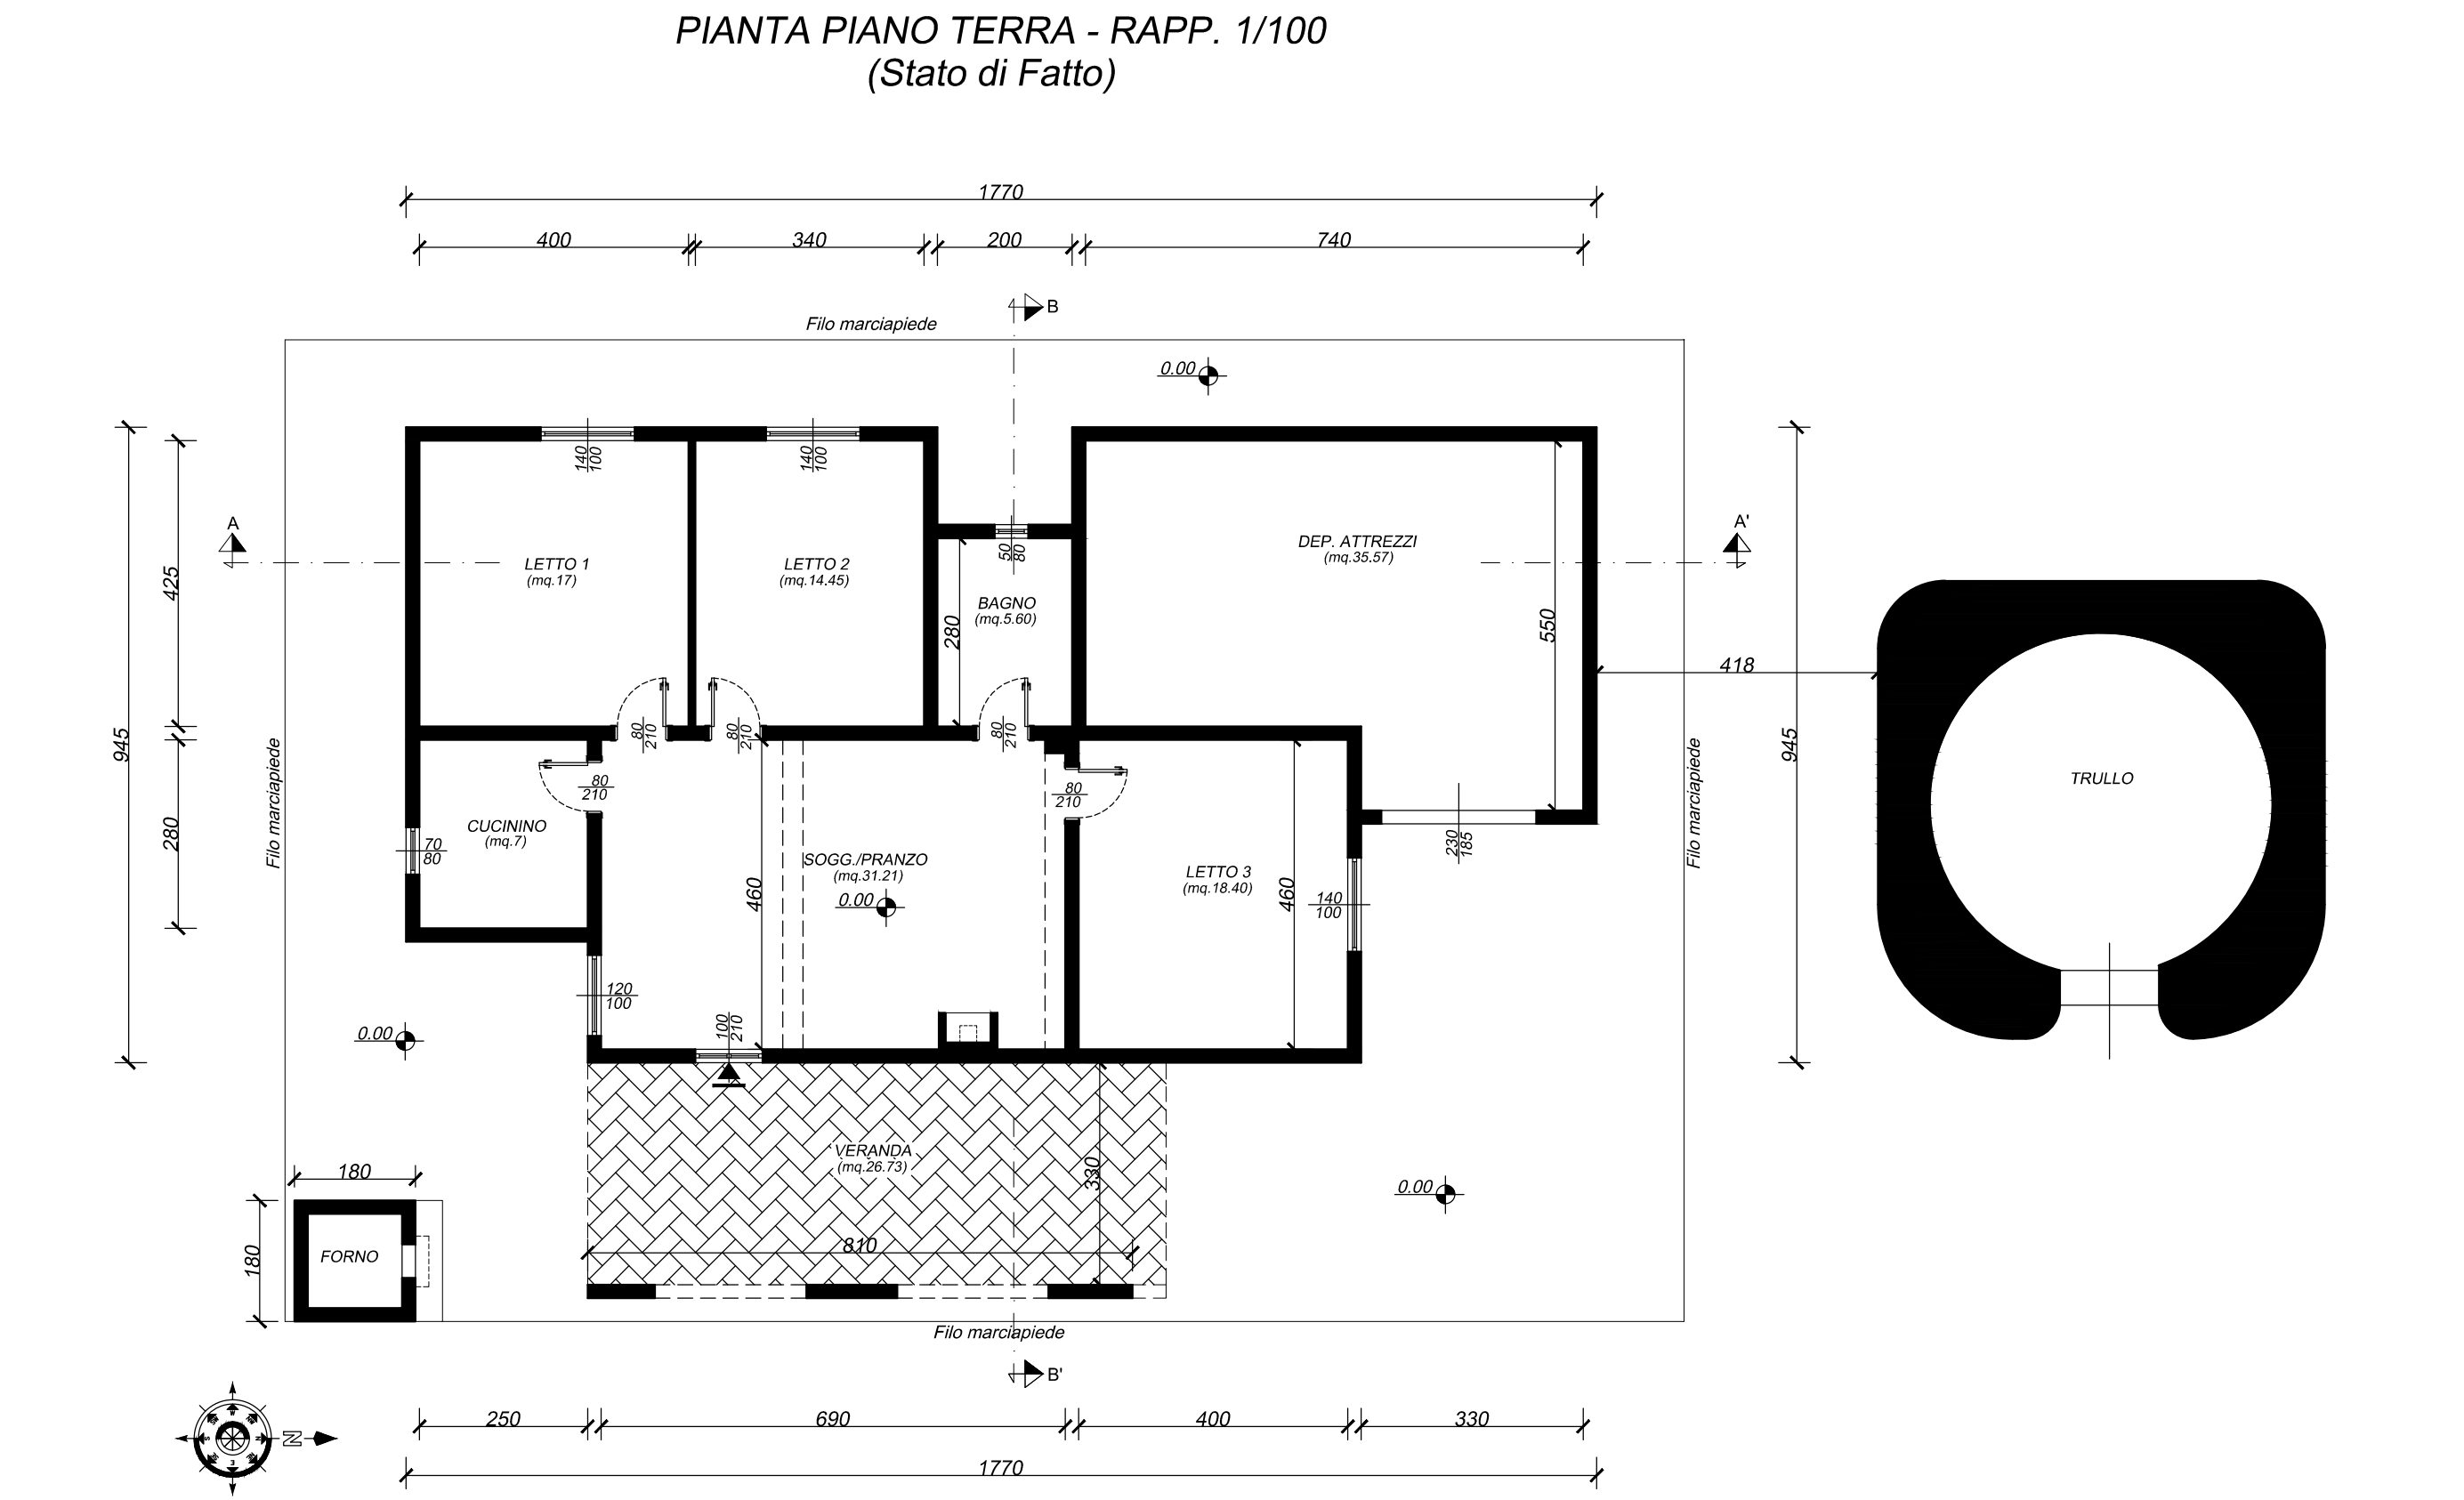 PIANTA PIANO TERRA - RAPP. 1/100
(Stato di Fatto)
1770
400
340
200
740
B
Filo marciapiede
0.00
140
100
140
100
A
A'
50
80
DEP. ATTREZZI
(mq.35.57)
LETTO 1
(mq.17)
LETTO 2
(mq.14.45)
BAGNO
(mq.5.60)
425
280
550
418
80
210
80
210
80
210
945
945
Filo marciapiede
Filo marciapiede
TRULLO
80
210
80
210
280
CUCININO
(mq.7)
70
80
230
185
SOGG./PRANZO
(mq.31.21)
0.00
460
LETTO 3
(mq.18.40)
460
140
100
120
100
0.00
100
210
VERANDA
(mq.26.73)
330
0.00
180
180
FORNO
810
Filo marciapiede
B'
W
NW
N
NE
E
SE
S
SW
N
250
690
400
330
1770